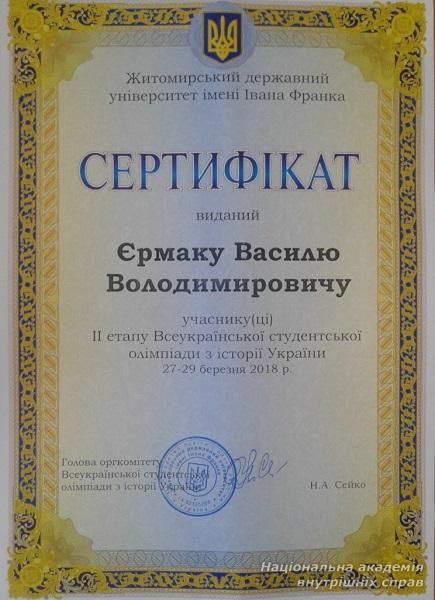 Житомирський державний
університет імені Івана Франка
СЕРТИФІКАТ
виданий
Єрмаку Василю
Володимировичу
учаснику(ці)
ІІ етапу Всеукраїнської студентської
олімпіади з історії України
27-29 березня 2018 р.
Голова оргкомітету
Всеукраїнської студентської
олімпіади з історії України
Н.А. Сейко
Національна академія
внутрішніх справ